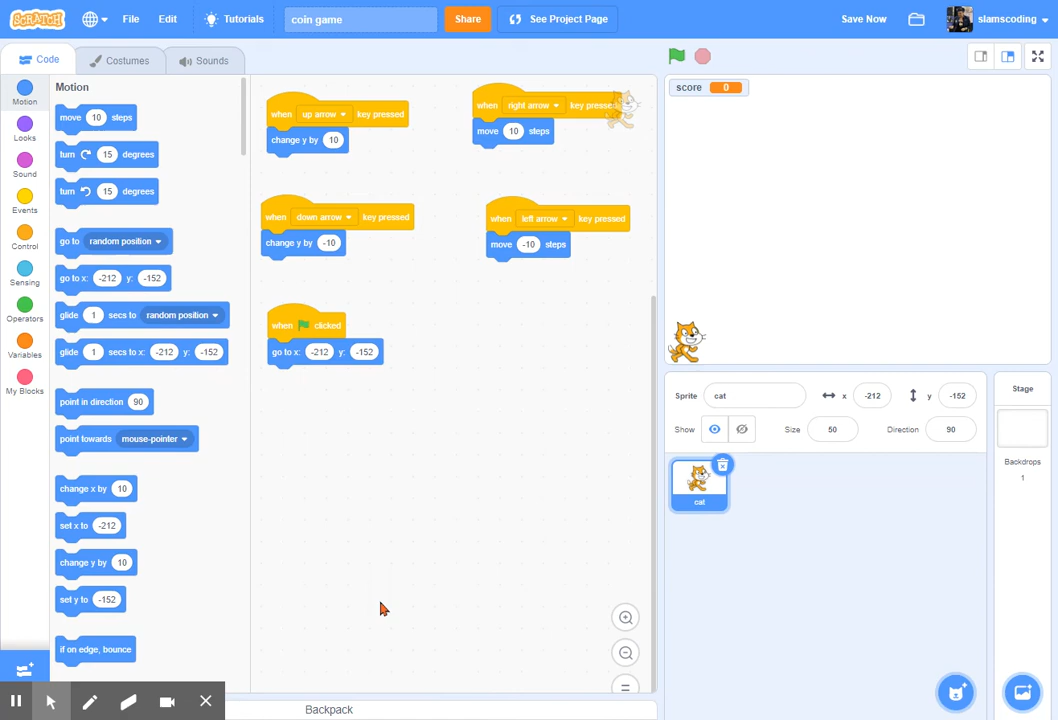 SCRATCH File Edit Tutorials coin game Share See Project Page Save Now slamscoding
Code Costumes Sounds
Motion
Looks
Sound
Events
Control
Sensing
Operators
Variables
My Blocks
Motion
move 10 steps
turn 15 degrees
turn 15 degrees
go to random position
go to x: -212 y: -152
glide 1 secs to random position
glide 1 secs to x: -212 y: -152
point in direction 90
point towards mouse-pointer
change x by 10
set x to -212
change y by 10
set y to -152
if on edge, bounce
when up arrow key pressed
change y by 10
when right arrow key pressed
move 10 steps
when down arrow key pressed
change y by -10
when left arrow key pressed
move -10 steps
when clicked
go to x: -212 y: -152
Backpack
score 0
Sprite cat x -212 y -152
Show Size 50 Direction 90
cat
Stage
Backdrops
1